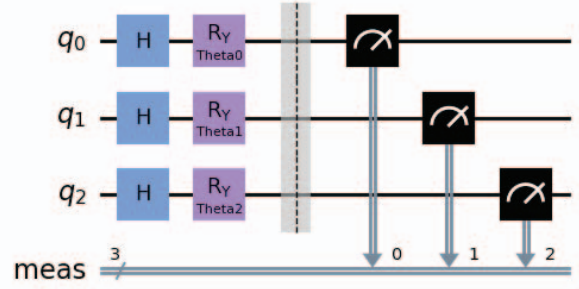 q0 H RY Theta0
q1 H RY Theta1
q2 H RY Theta2
meas 3 0 1 2